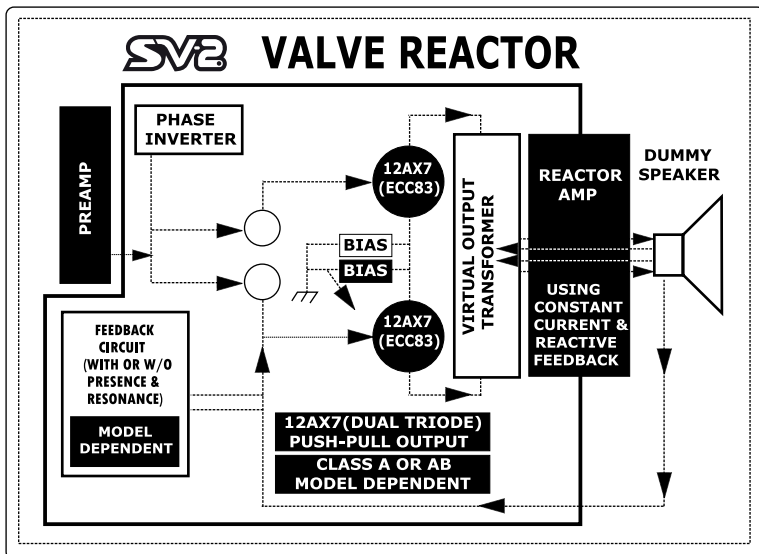 SV-2 VALVE REACTOR
PREAMP
PHASE
INVERTER
12AX7
(ECC83)
BIAS
BIAS
12AX7
(ECC83)
VIRTUAL OUTPUT
TRANSFORMER
REACTOR
AMP
USING
CONSTANT
CURRENT &
REACTIVE
FEEDBACK
DUMMY
SPEAKER
FEEDBACK
CIRCUIT
(WITH OR W/O
PRESENCE &
RESONANCE)
MODEL
DEPENDENT
12AX7(DUAL TRIODE)
PUSH-PULL OUTPUT
CLASS A OR AB
MODEL DEPENDENT